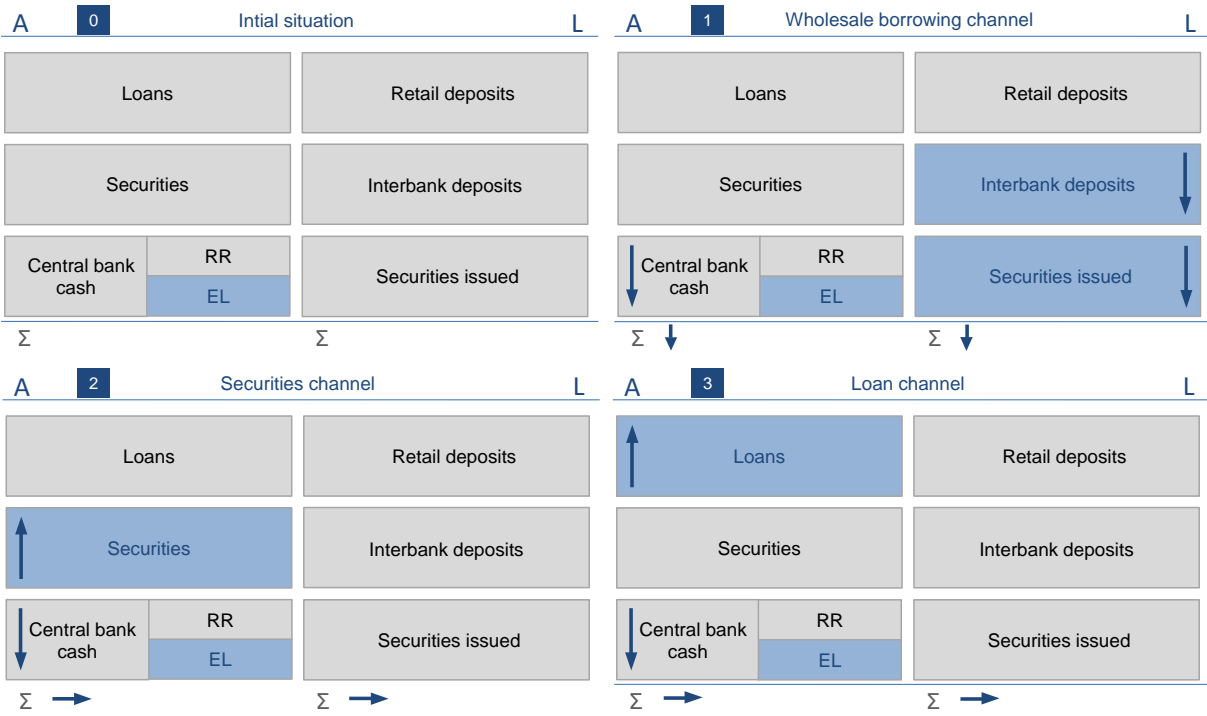 A 0 Intial situation L
Loans Retail deposits
Securities Interbank deposits
Central bank cash RR EL Securities issued
Σ Σ
A 1 Wholesale borrowing channel L
Loans Retail deposits
Securities Interbank deposits
Central bank cash RR EL Securities issued
Σ Σ
A 2 Securities channel L
Loans Retail deposits
Securities Interbank deposits
Central bank cash RR EL Securities issued
Σ Σ
A 3 Loan channel L
Loans Retail deposits
Securities Interbank deposits
Central bank cash RR EL Securities issued
Σ Σ